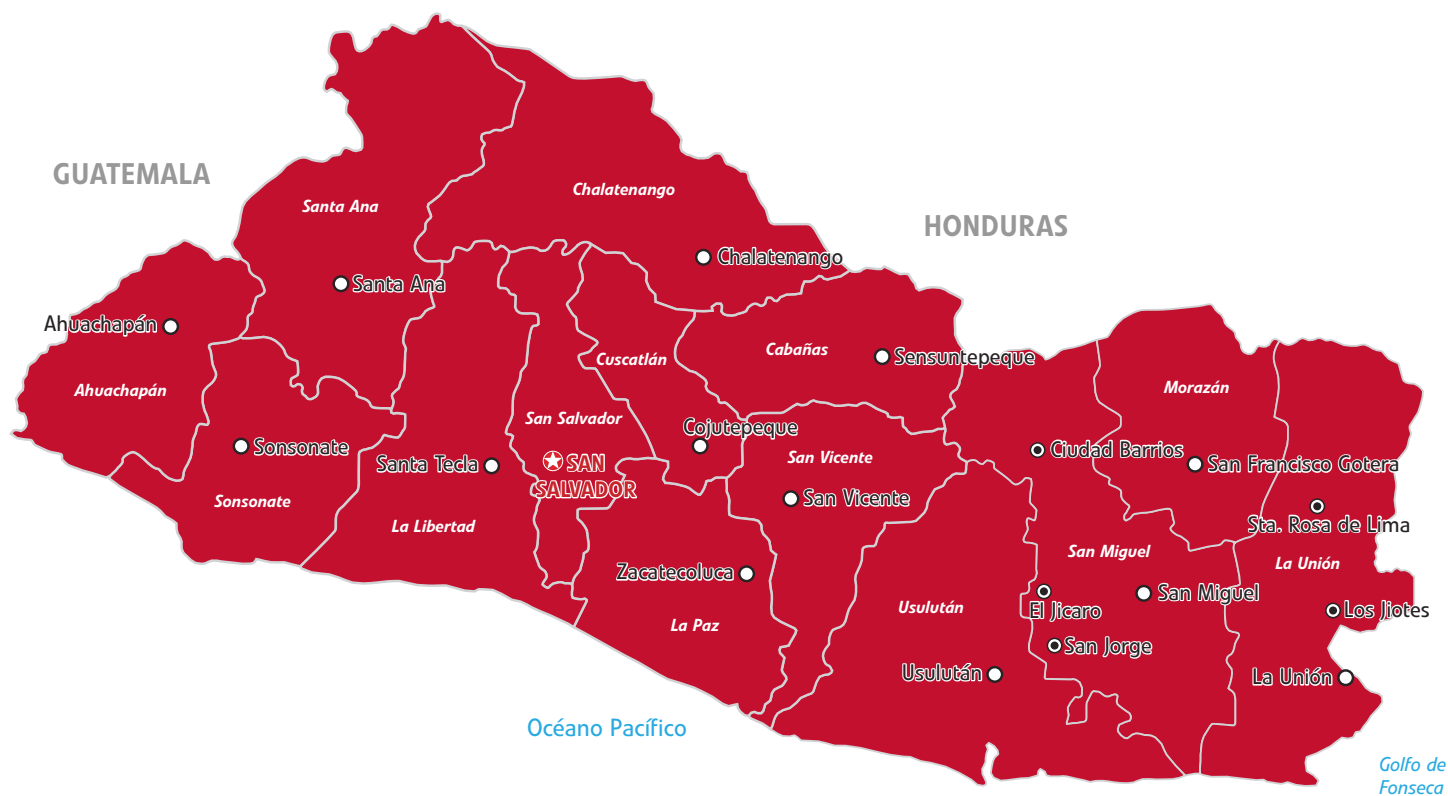 GUATEMALA
Chalatenango
Santa Ana
HONDURAS
Chalatenango
Santa Ana
Ahuachapán
Cuscatlán
Cabañas
Sensuntepeque
Ahuachapán
Morazán
San Salvador
Cojutepeque
Sonsonate
Santa Tecla
SAN
SALVADOR
San Vicente
Ciudad Barrios
San Francisco Gotera
Sonsonate
San Vicente
La Libertad
Sta. Rosa de Lima
San Miguel
La Unión
Zacatecoluca
El Jicaro
San Miguel
Usulután
Los Jiotes
La Paz
San Jorge
Usulután
La Unión
Océano Pacífico
Golfo de
Fonseca